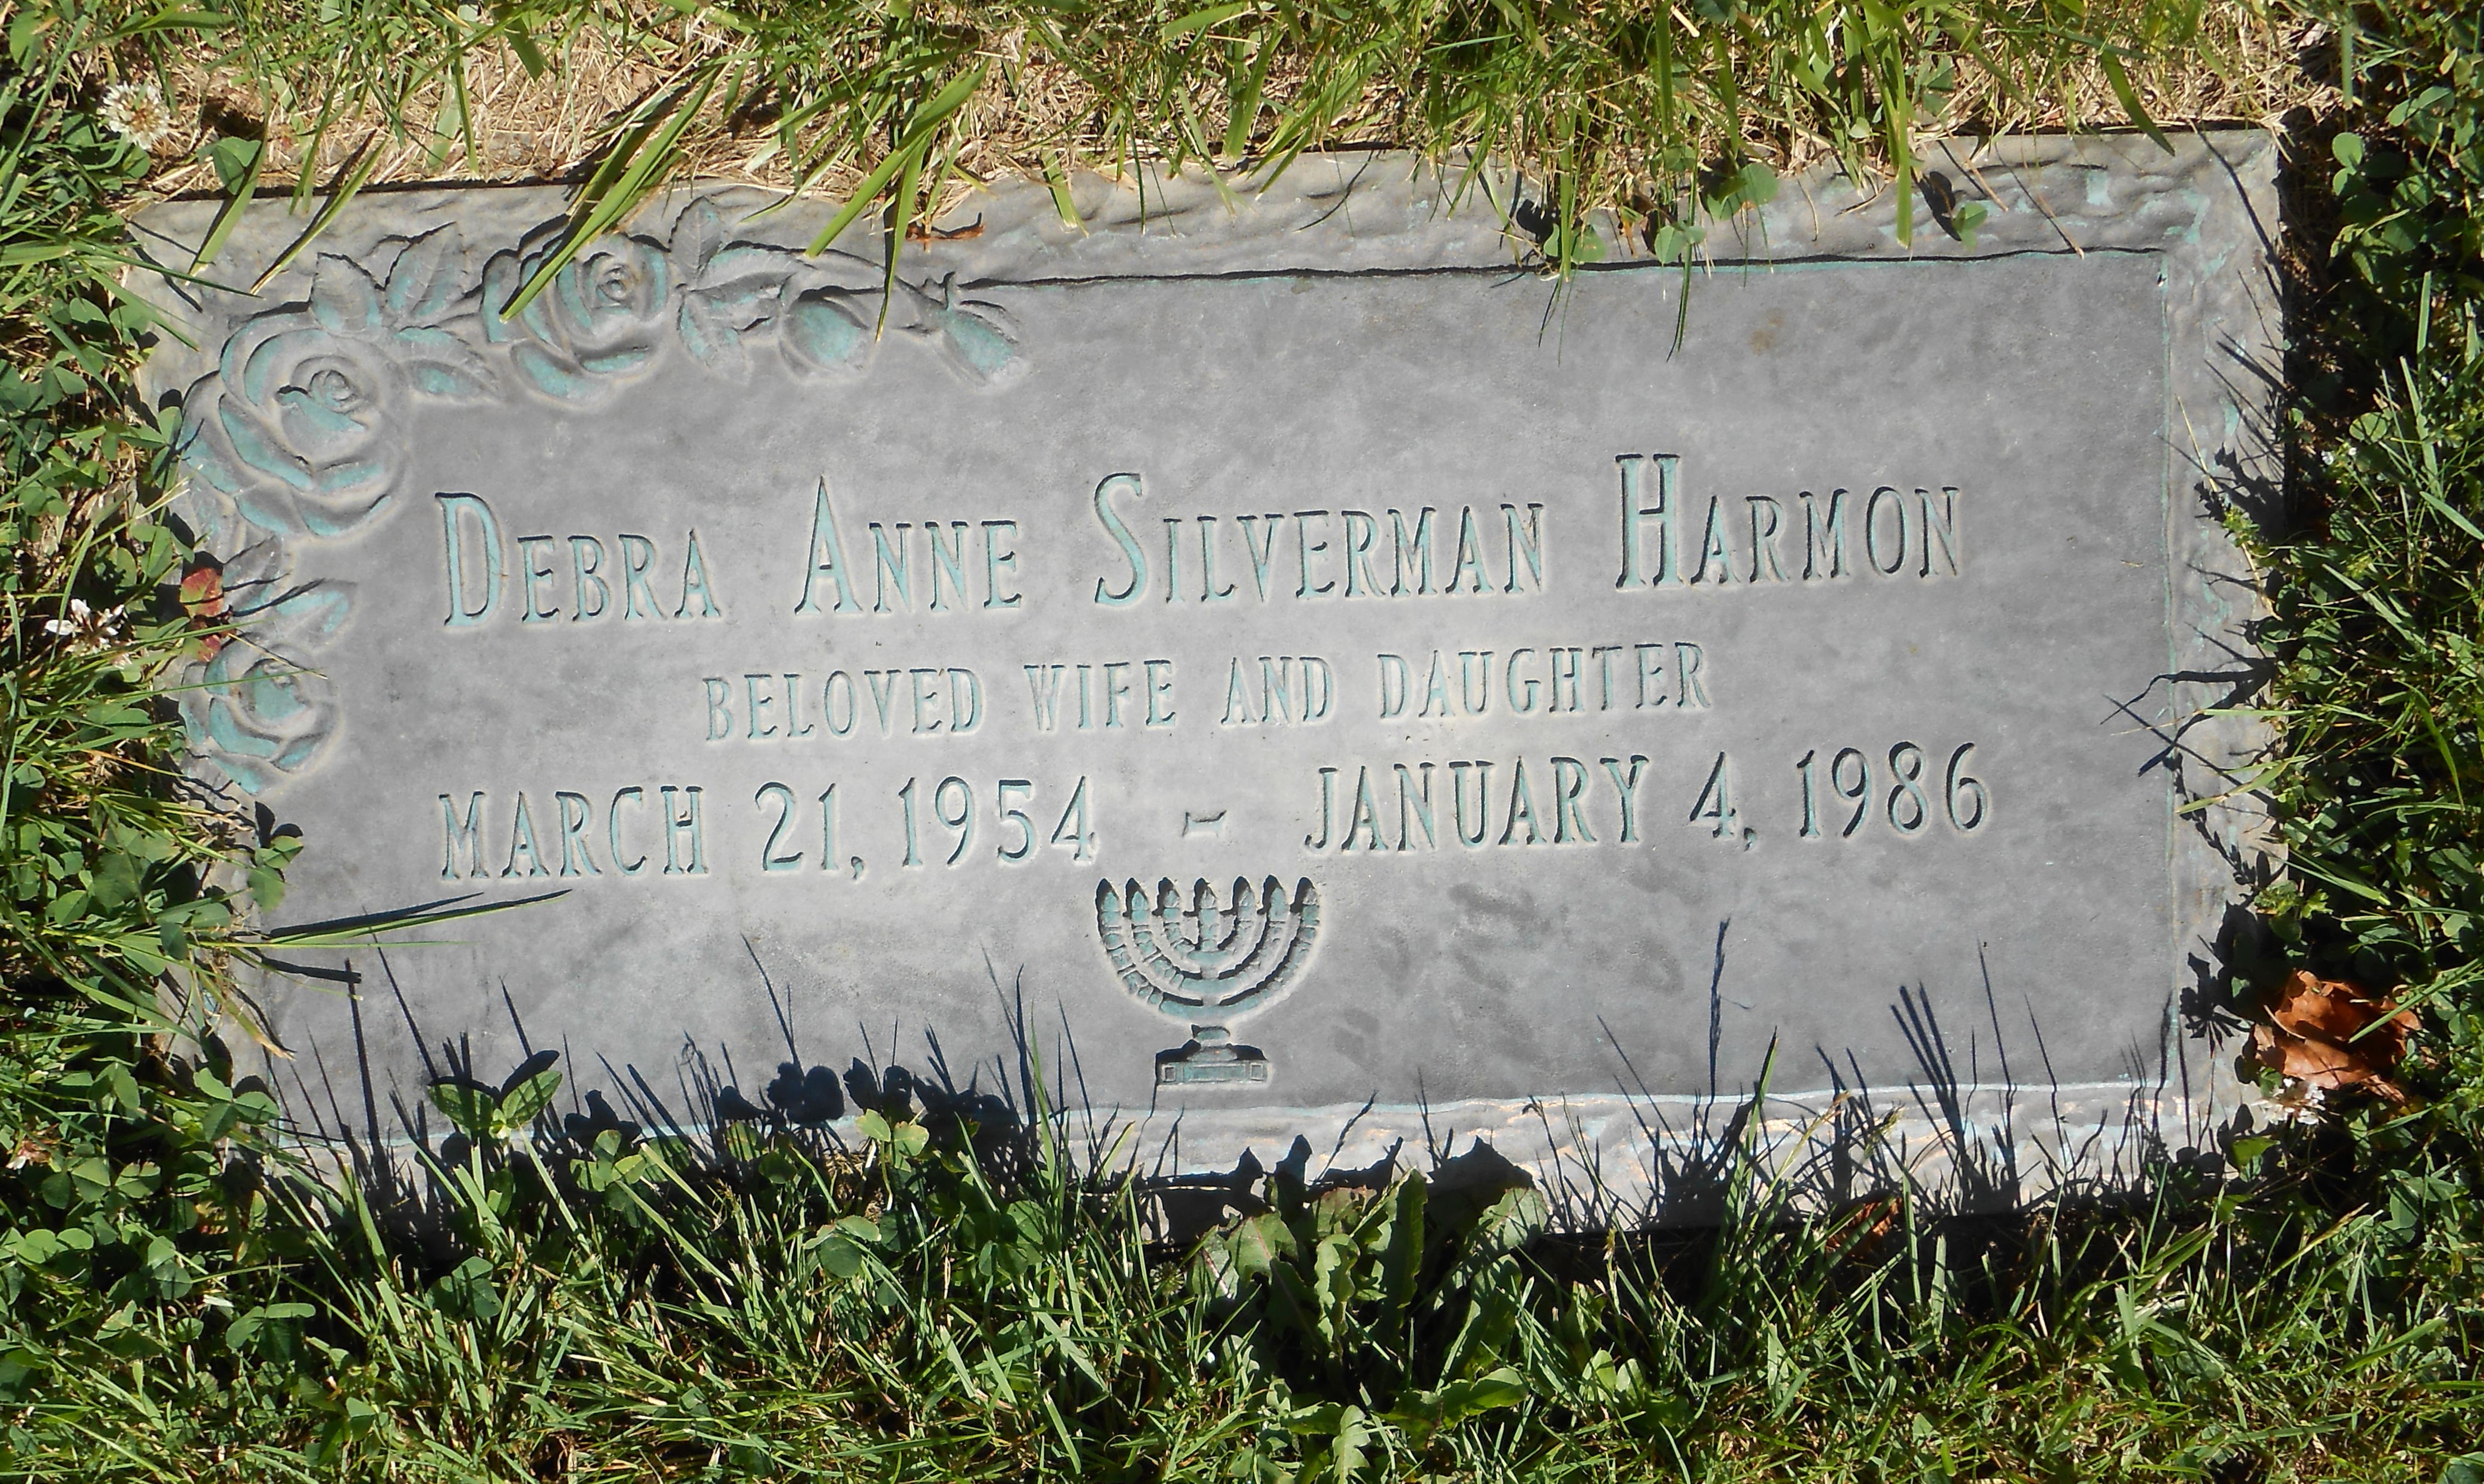 Debra Anne Silverman Harmon
BELOVED WIFE AND DAUGHTER
MARCH 21, 1954 - JANUARY 4, 1986